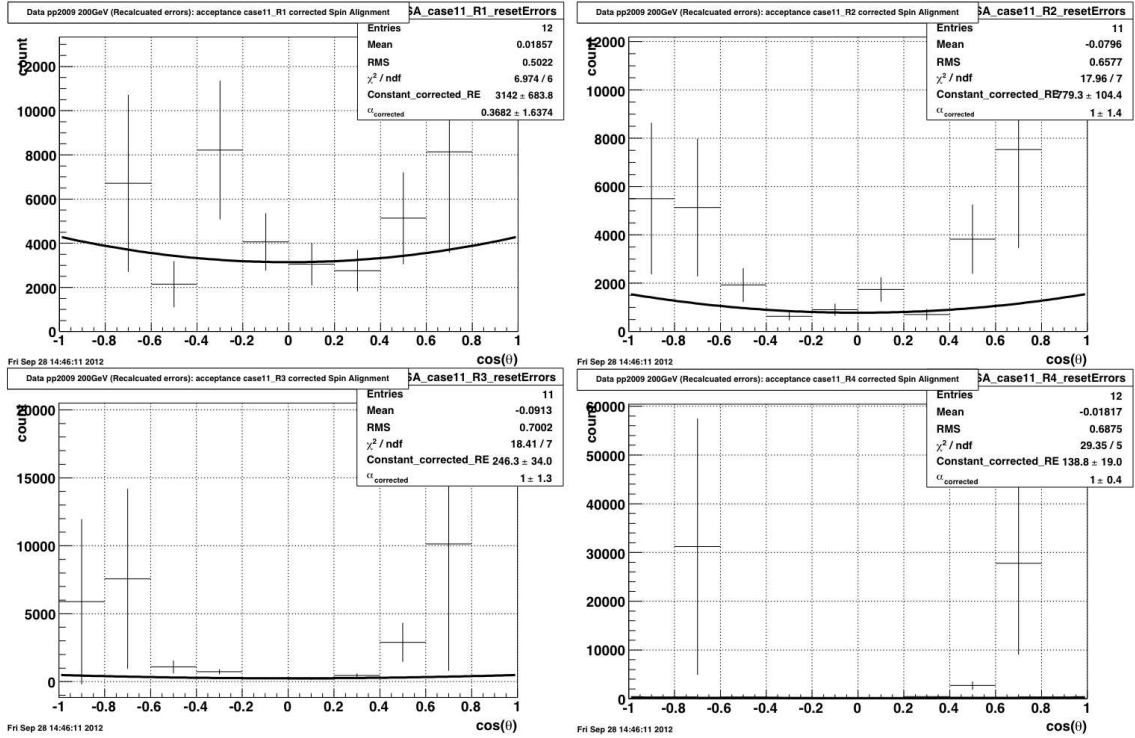 Data pp2009 200GeV (Recalcuated errors): acceptance case11_R1 corrected Spin Alignment
SA_case11_R1_resetErrors
Entries 12
Mean 0.01857
RMS 0.5022
χ² / ndf 6.974 / 6
Constant_corrected_RE 3142 ± 683.8
α corrected 0.3682 ± 1.6374
count
12000
10000
8000
6000
4000
2000
0
-1 -0.8 -0.6 -0.4 -0.2 0 0.2 0.4 0.6 0.8 1
cos(θ)
Fri Sep 28 14:46:11 2012
Data pp2009 200GeV (Recalcuated errors): acceptance case11_R2 corrected Spin Alignment
SA_case11_R2_resetErrors
Entries 11
Mean -0.0796
RMS 0.6577
χ² / ndf 17.96 / 7
Constant_corrected_RE 779.3 ± 104.4
α corrected 1 ± 1.4
count
12000
10000
8000
6000
4000
2000
0
-1 -0.8 -0.6 -0.4 -0.2 0 0.2 0.4 0.6 0.8 1
cos(θ)
Fri Sep 28 14:46:11 2012
Data pp2009 200GeV (Recalcuated errors): acceptance case11_R3 corrected Spin Alignment
SA_case11_R3_resetErrors
Entries 11
Mean -0.0913
RMS 0.7002
χ² / ndf 18.41 / 7
Constant_corrected_RE 246.3 ± 34.0
α corrected 1 ± 1.3
count
20000
15000
10000
5000
0
-1 -0.8 -0.6 -0.4 -0.2 0 0.2 0.4 0.6 0.8 1
cos(θ)
Fri Sep 28 14:46:11 2012
Data pp2009 200GeV (Recalcuated errors): acceptance case11_R4 corrected Spin Alignment
SA_case11_R4_resetErrors
Entries 12
Mean -0.01817
RMS 0.6875
χ² / ndf 29.35 / 5
Constant_corrected_RE 138.8 ± 19.0
α corrected 1 ± 0.4
count
60000
50000
40000
30000
20000
10000
0
-1 -0.8 -0.6 -0.4 -0.2 0 0.2 0.4 0.6 0.8 1
cos(θ)
Fri Sep 28 14:46:11 2012